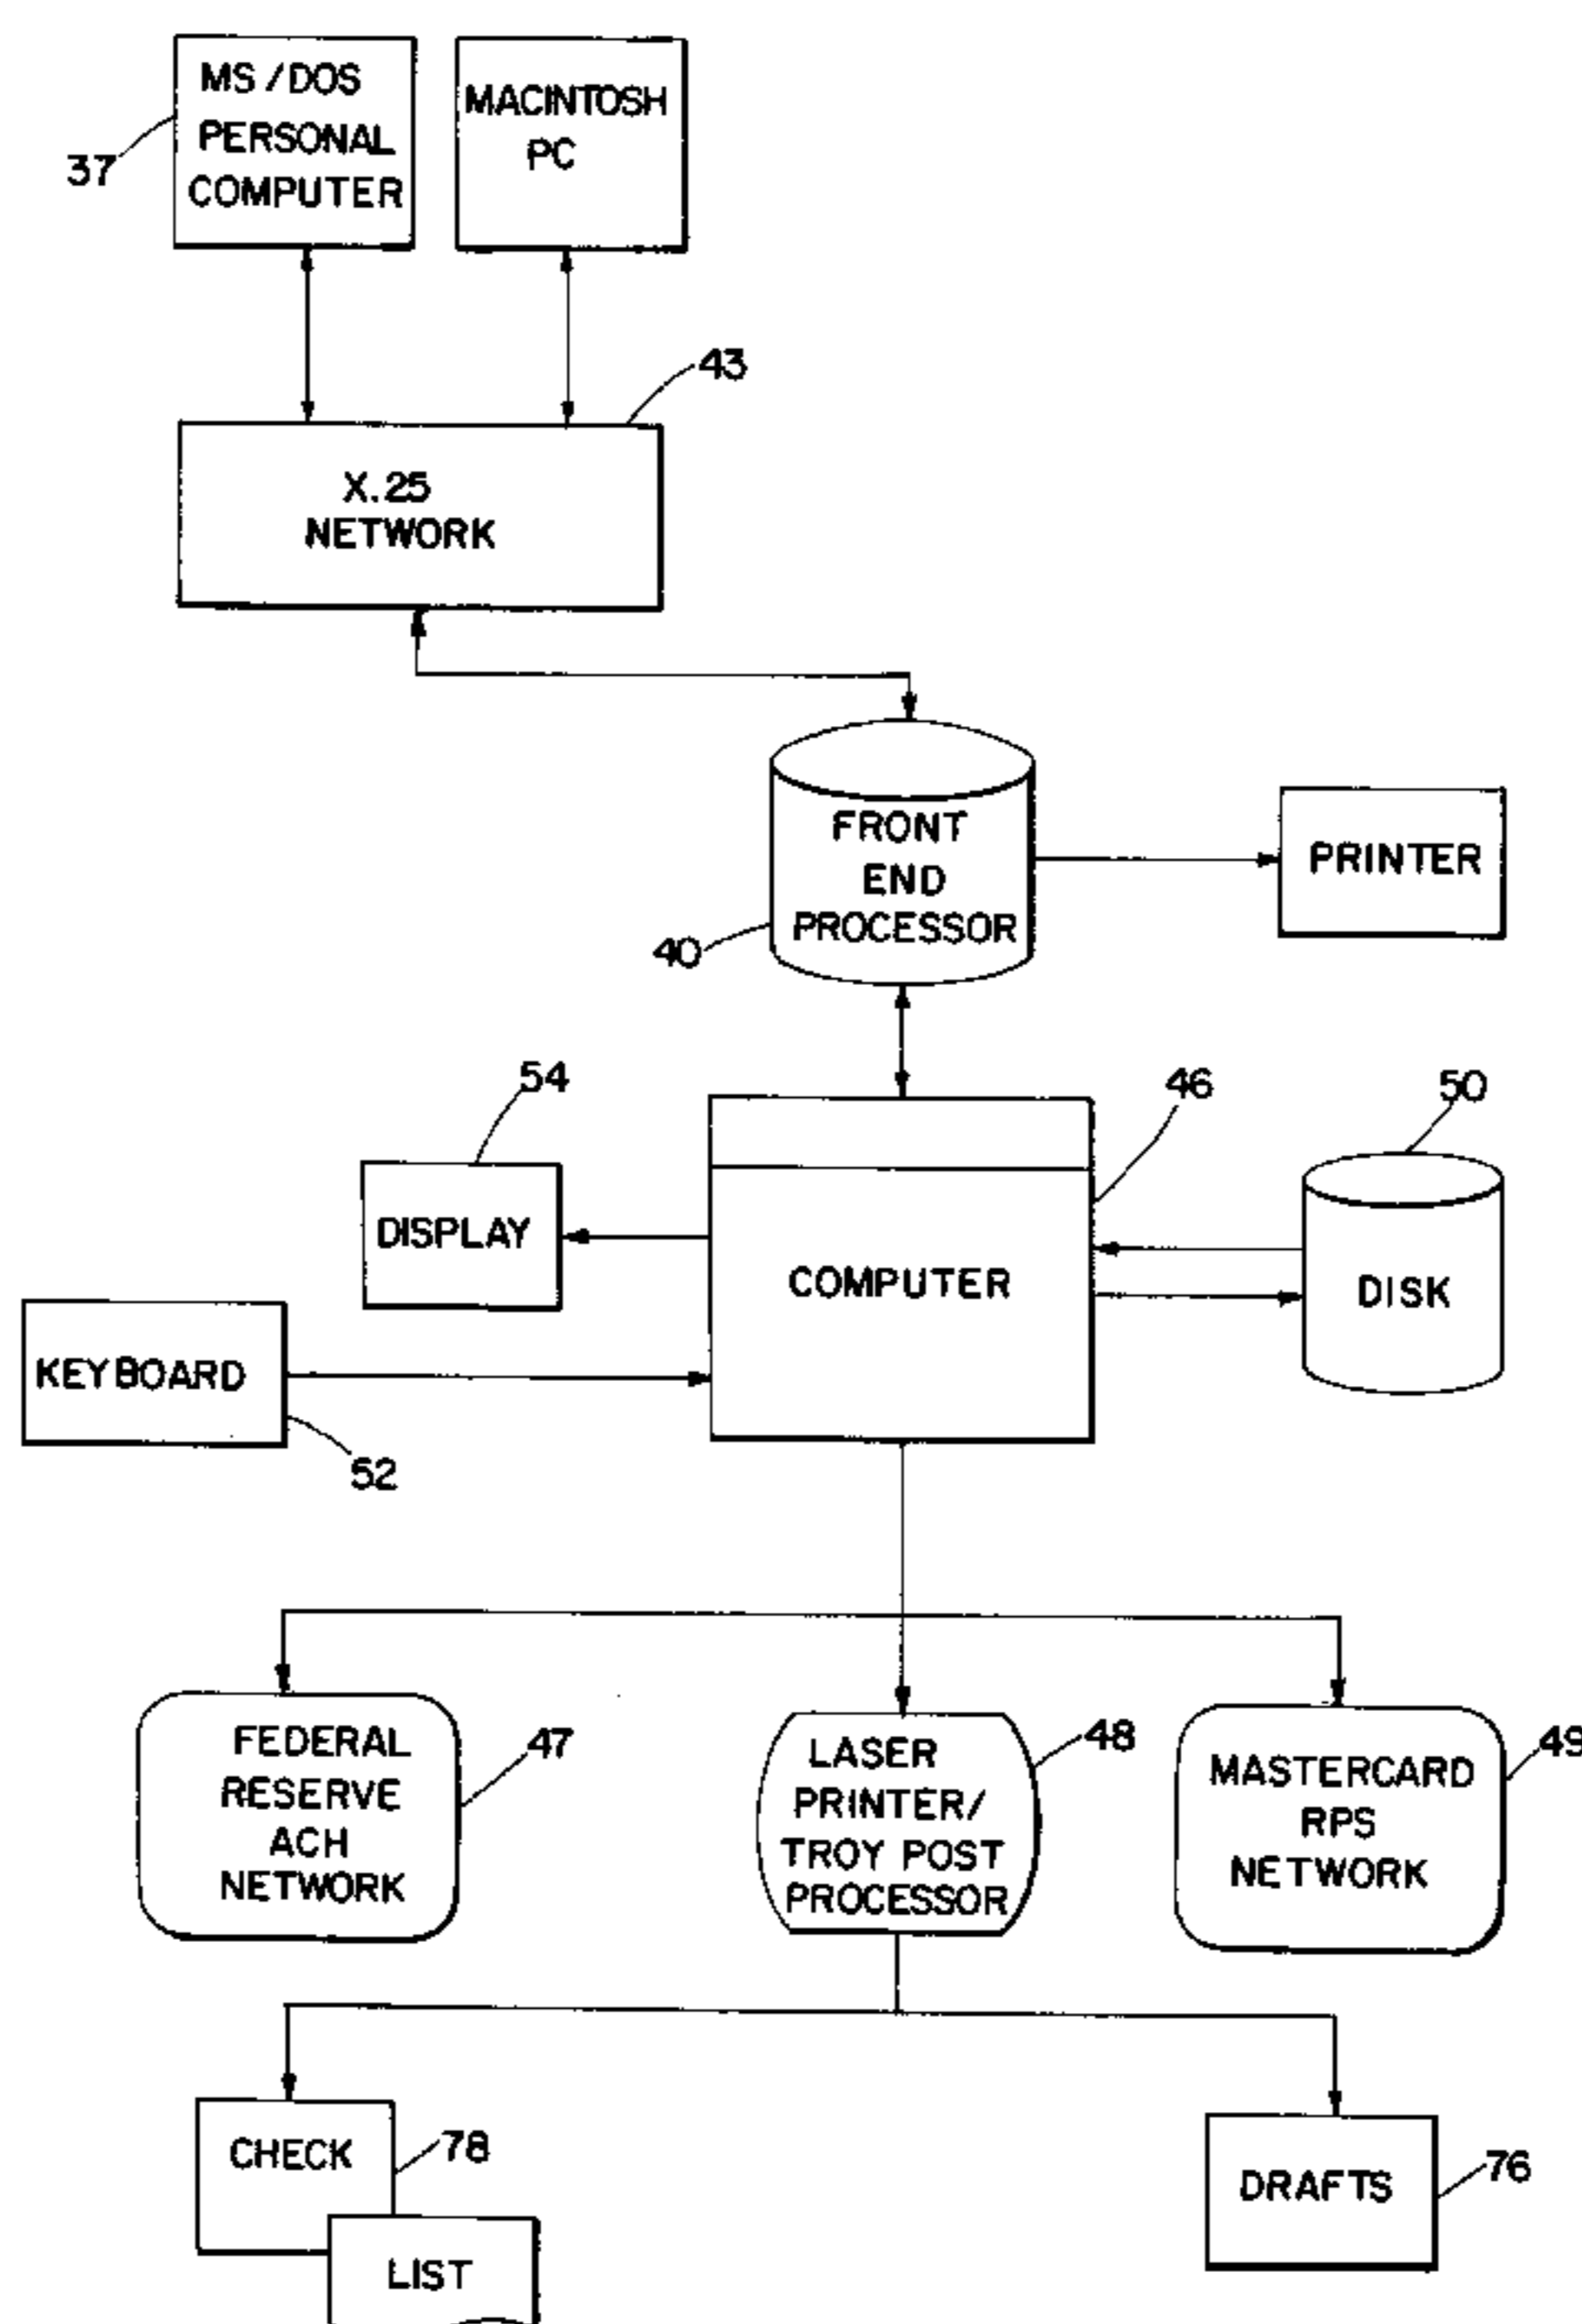 MS/DOS
PERSONAL
COMPUTER
MACINTOSH
PC
37
43
X.25
NETWORK
FRONT
END
PROCESSOR
PRINTER
40
54
46
50
DISPLAY
COMPUTER
DISK
KEYBOARD
52
FEDERAL
RESERVE
ACH
NETWORK
47
LASER
PRINTER/
TROY POST
PROCESSOR
48
MASTERCARD
RPS
NETWORK
49
CHECK
78
LIST
DRAFTS
76